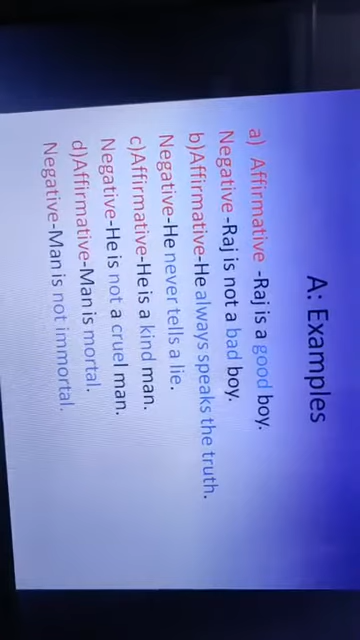 A: Examples
a) Affirmative -Raj is a good boy.
Negative -Raj is not a bad boy.
b)Affirmative-He always speaks the truth.
Negative-He never tells a lie.
c)Affirmative-He is a kind man.
Negative-He is not a cruel man.
d)Affirmative-Man is mortal.
Negative-Man is not immortal.